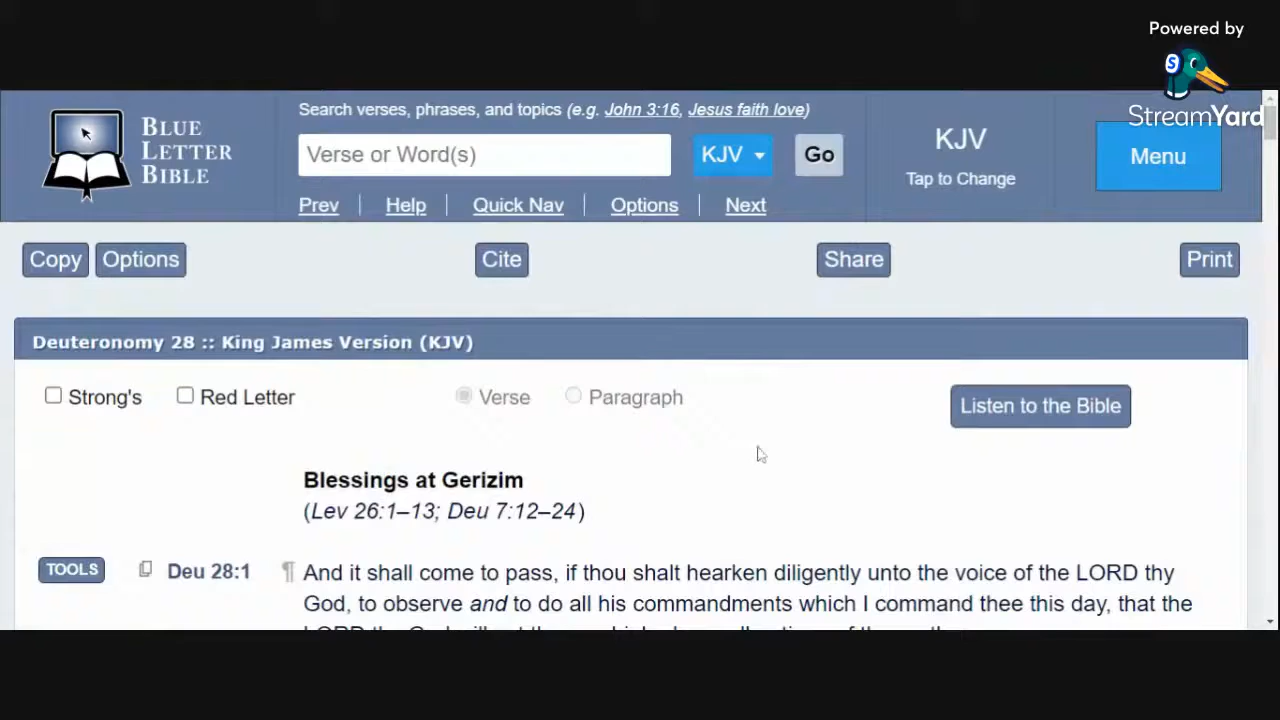 Powered by
StreamYard
BLUE
LETTER
BIBLE
Search verses, phrases, and topics (e.g. John 3:16, Jesus faith love)
Verse or Word(s)
KJV
Go
KJV
Tap to Change
Menu
Prev | Help | Quick Nav | Options | Next
Copy Options Cite Share Print
Deuteronomy 28 :: King James Version (KJV)
Strong's Red Letter Verse Paragraph Listen to the Bible
Blessings at Gerizim
(Lev 26:1–13; Deu 7:12–24)
TOOLS Deu 28:1 ¶ And it shall come to pass, if thou shalt hearken diligently unto the voice of the LORD thy
God, to observe and to do all his commandments which I command thee this day, that the